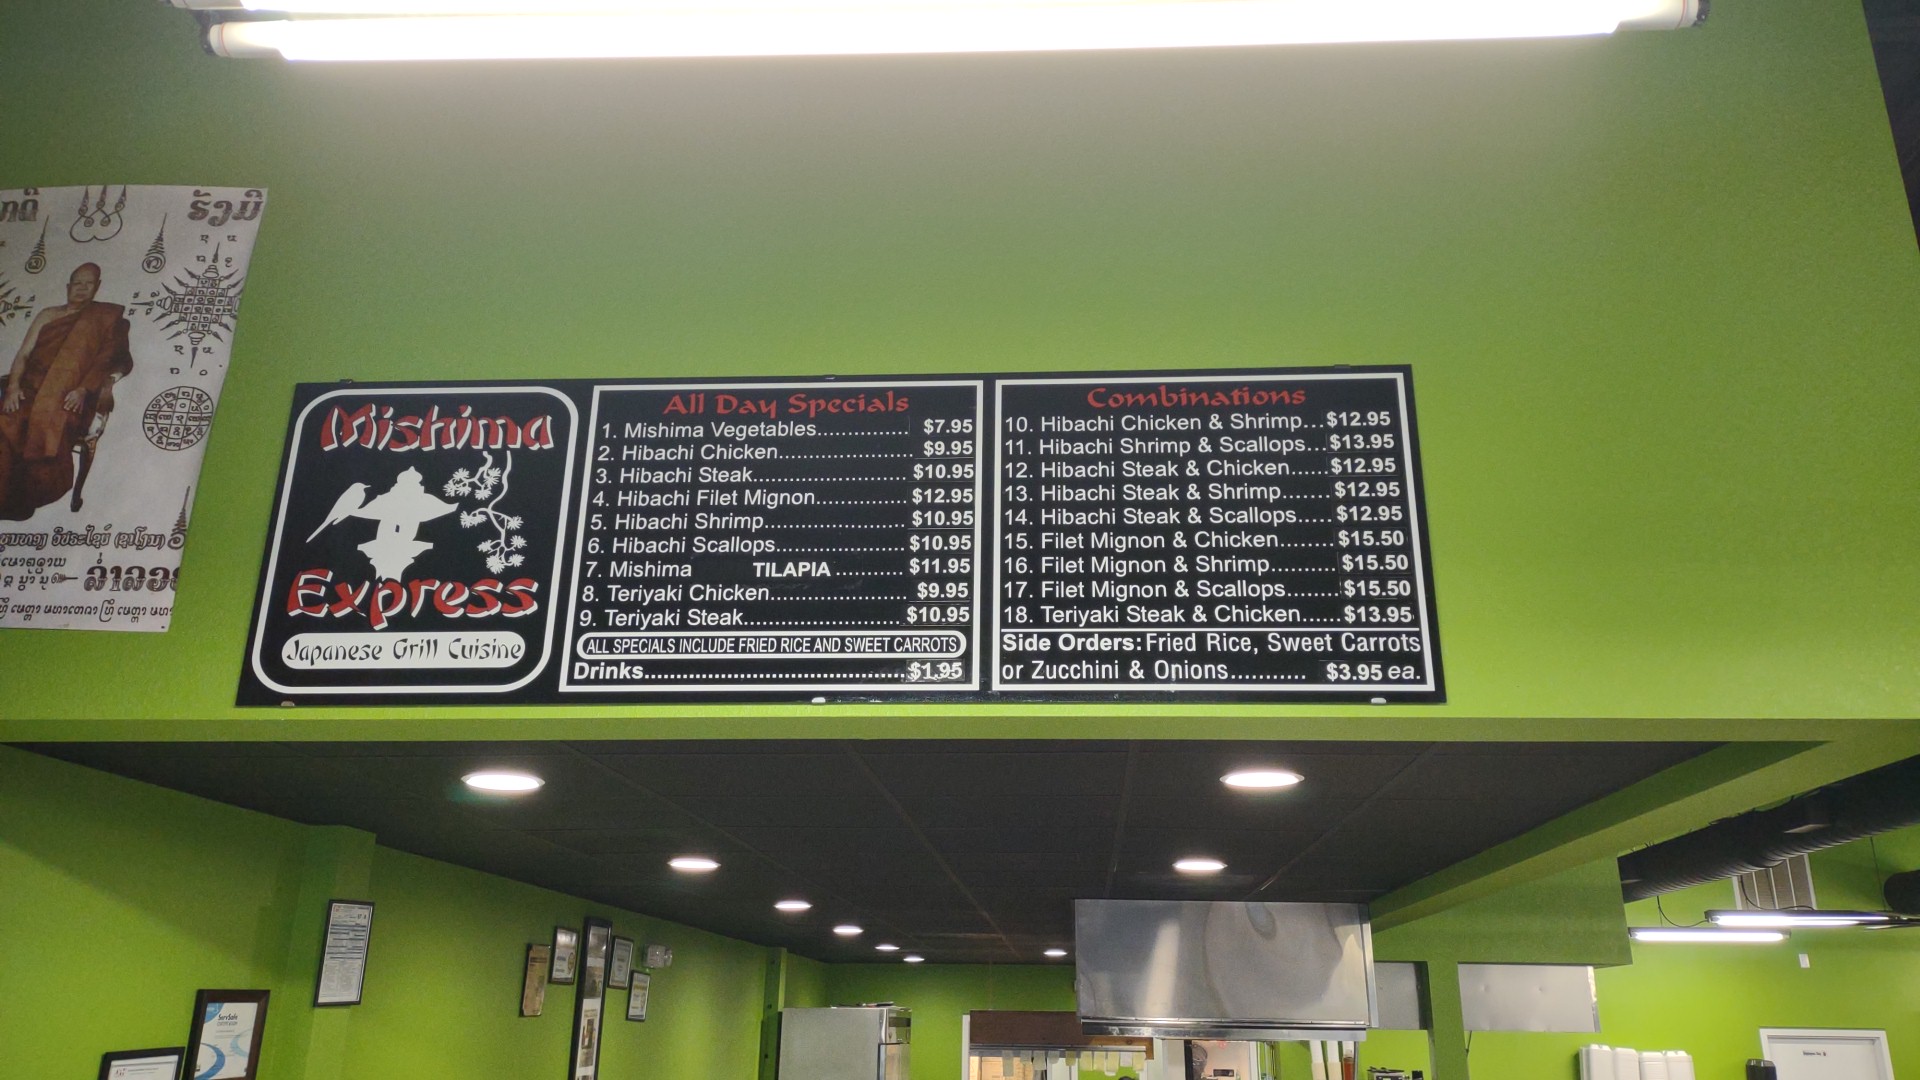 Mishima
Express
Japanese Grill Cuisine
All Day Specials
1. Mishima Vegetables............. $7.95
2. Hibachi Chicken...................... $9.95
3. Hibachi Steak......................... $10.95
4. Hibachi Filet Mignon.............. $12.95
5. Hibachi Shrimp....................... $10.95
6. Hibachi Scallops..................... $10.95
7. Mishima TILAPIA ........... $11.95
8. Teriyaki Chicken...................... $9.95
9. Teriyaki Steak......................... $10.95
ALL SPECIALS INCLUDE FRIED RICE AND SWEET CARROTS
Drinks.......................................... $1.95
Combinations
10. Hibachi Chicken & Shrimp...$12.95
11. Hibachi Shrimp & Scallops...$13.95
12. Hibachi Steak & Chicken......$12.95
13. Hibachi Steak & Shrimp.......$12.95
14. Hibachi Steak & Scallops.....$12.95
15. Filet Mignon & Chicken........$15.50
16. Filet Mignon & Shrimp..........$15.50
17. Filet Mignon & Scallops........$15.50
18. Teriyaki Steak & Chicken......$13.95
Side Orders: Fried Rice, Sweet Carrots
or Zucchini & Onions........... $3.95 ea.
ServSafe